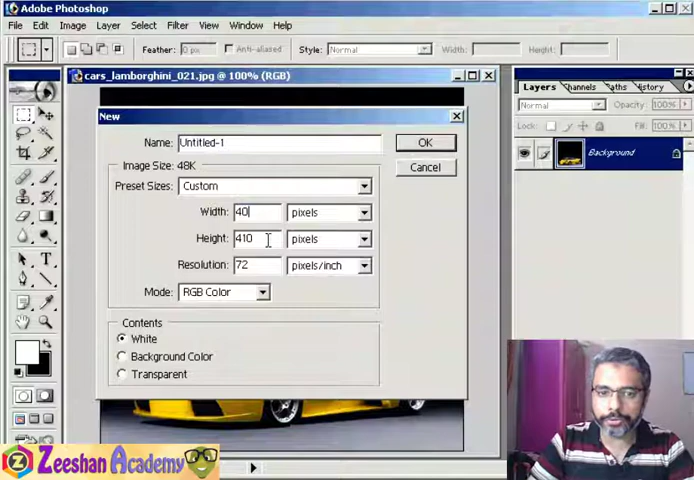 Adobe Photoshop
File Edit Image Layer Select Filter View Window Help
Feather: 0 px Anti-aliased Style: Normal Width: Height:
cars_lamborghini_021.jpg @ 100% (RGB)
Layers Channels Paths History
Normal Opacity: 100%
Lock: Fill: 100%
Background
New
Name: Untitled-1
OK
Image Size: 48K
Cancel
Preset Sizes: Custom
Width: 40 pixels
Height: 410 pixels
Resolution: 72 pixels/inch
Mode: RGB Color
Contents
White
Background Color
Transparent
Zeeshan Academy